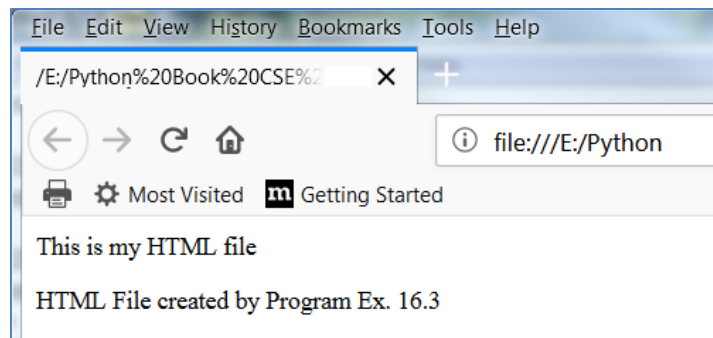 File Edit View History Bookmarks Tools Help
/E:/Python%20Book%20CSE%2
file:///E:/Python
m Most Visited Getting Started
This is my HTML file
HTML File created by Program Ex. 16.3